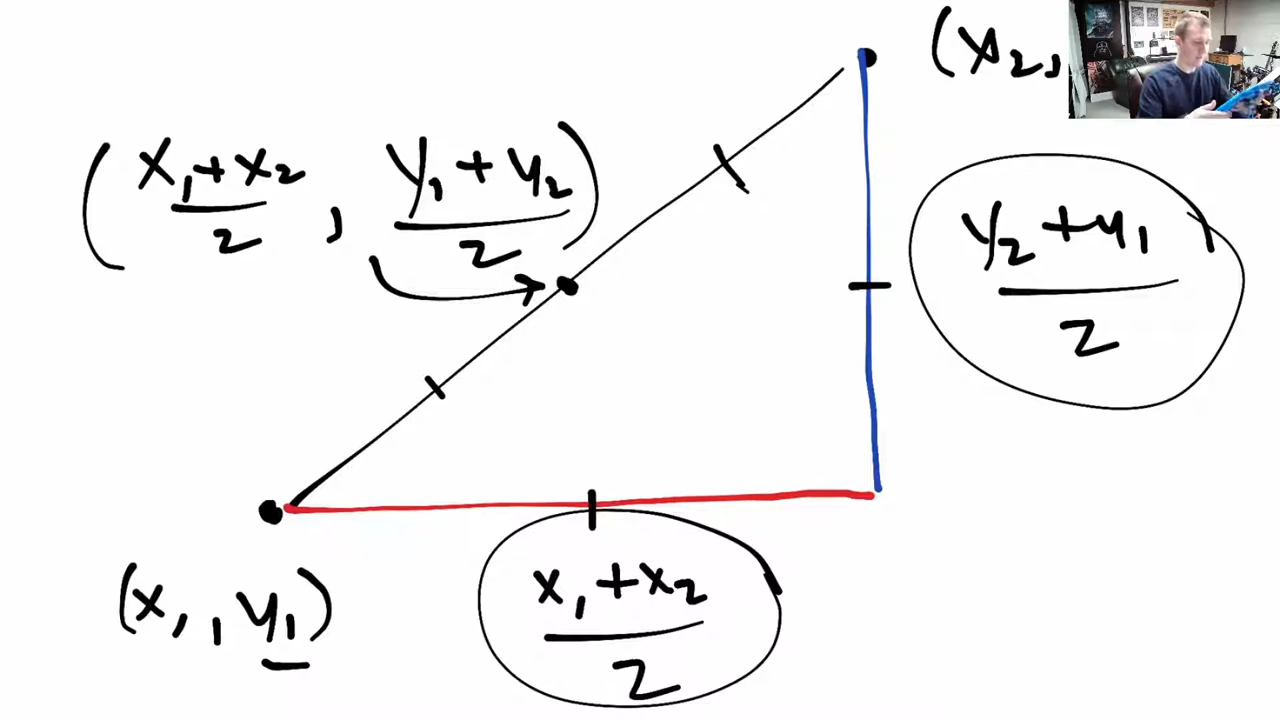 (x₂,
(x₁+x₂/2, y₁+y₂/2)
y₂+y₁/2
(x₁, y₁)
x₁+x₂/2